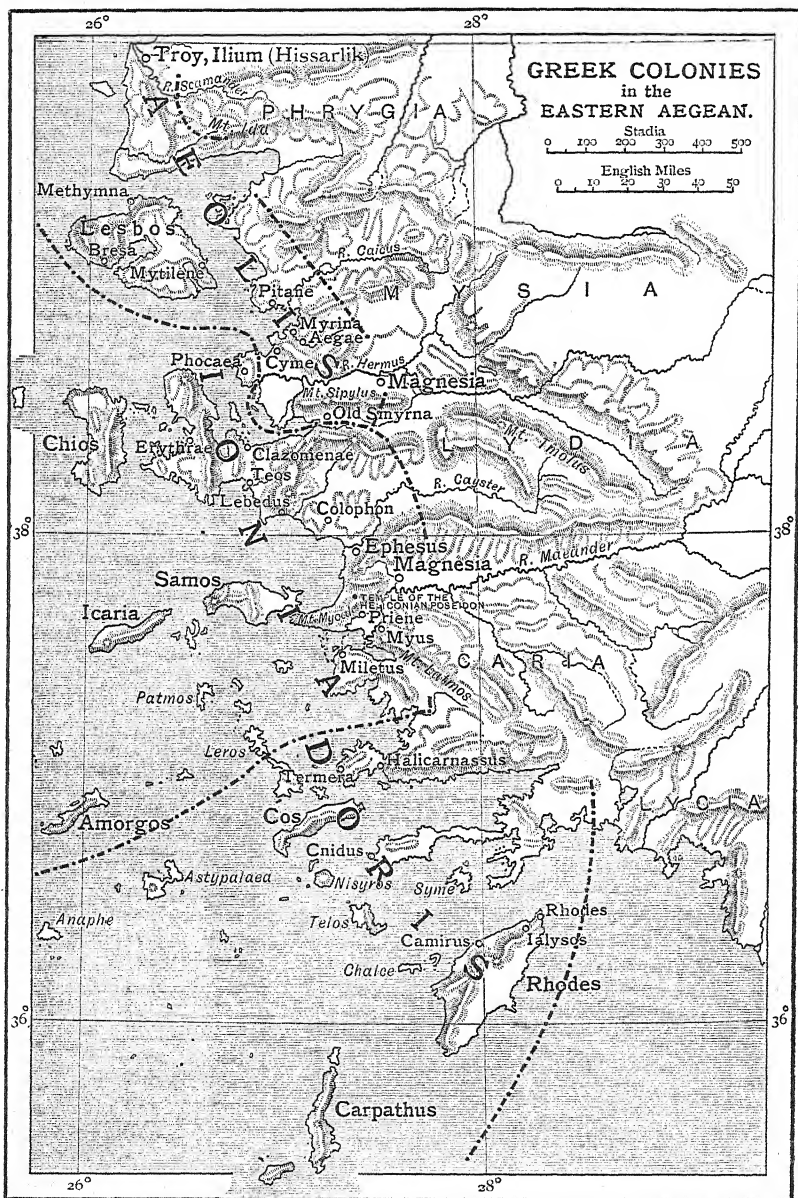 26°
28°
GREEK COLONIES
in the
EASTERN AEGEAN.
Stadia
0 100 200 300 400 500
English Miles
0 10 20 30 40 50
Troy, Ilium (Hissarlik)
R. Scamander
PHRYGIA
Mt. Ida
AEOLIS
Methymna
Lesbos
Bresa
Mytilene
R. Caicus
MYSIA
Pitane
Myrina
Aegae
Cyme
Phocaea
R. Hermus
Magnesia
Mt. Sipylus
Old Smyrna
Chios
Erythrae
Clazomenae
Teos
Lebedus
LYDIA
Mt. Tmolus
R. Cayster
Colophon
38°
38°
IONIA
Ephesus
R. Maeander
Magnesia
Samos
Icaria
TEMPLE OF THE
HELICONIAN POSEIDON
Mt. Mycale
Priene
Myus
Miletus
Mt. Latmos
CARIA
Patmos
Leros
DORIS
Termera
Halicarnassus
LYCIA
Amorgos
Cos
Cnidus
Astypalaea
Nisyros
Syme
Anaphe
Telos
Rhodes
Ialysos
Camirus
Chalce
Rhodes
36°
36°
Carpathus
26°
28°